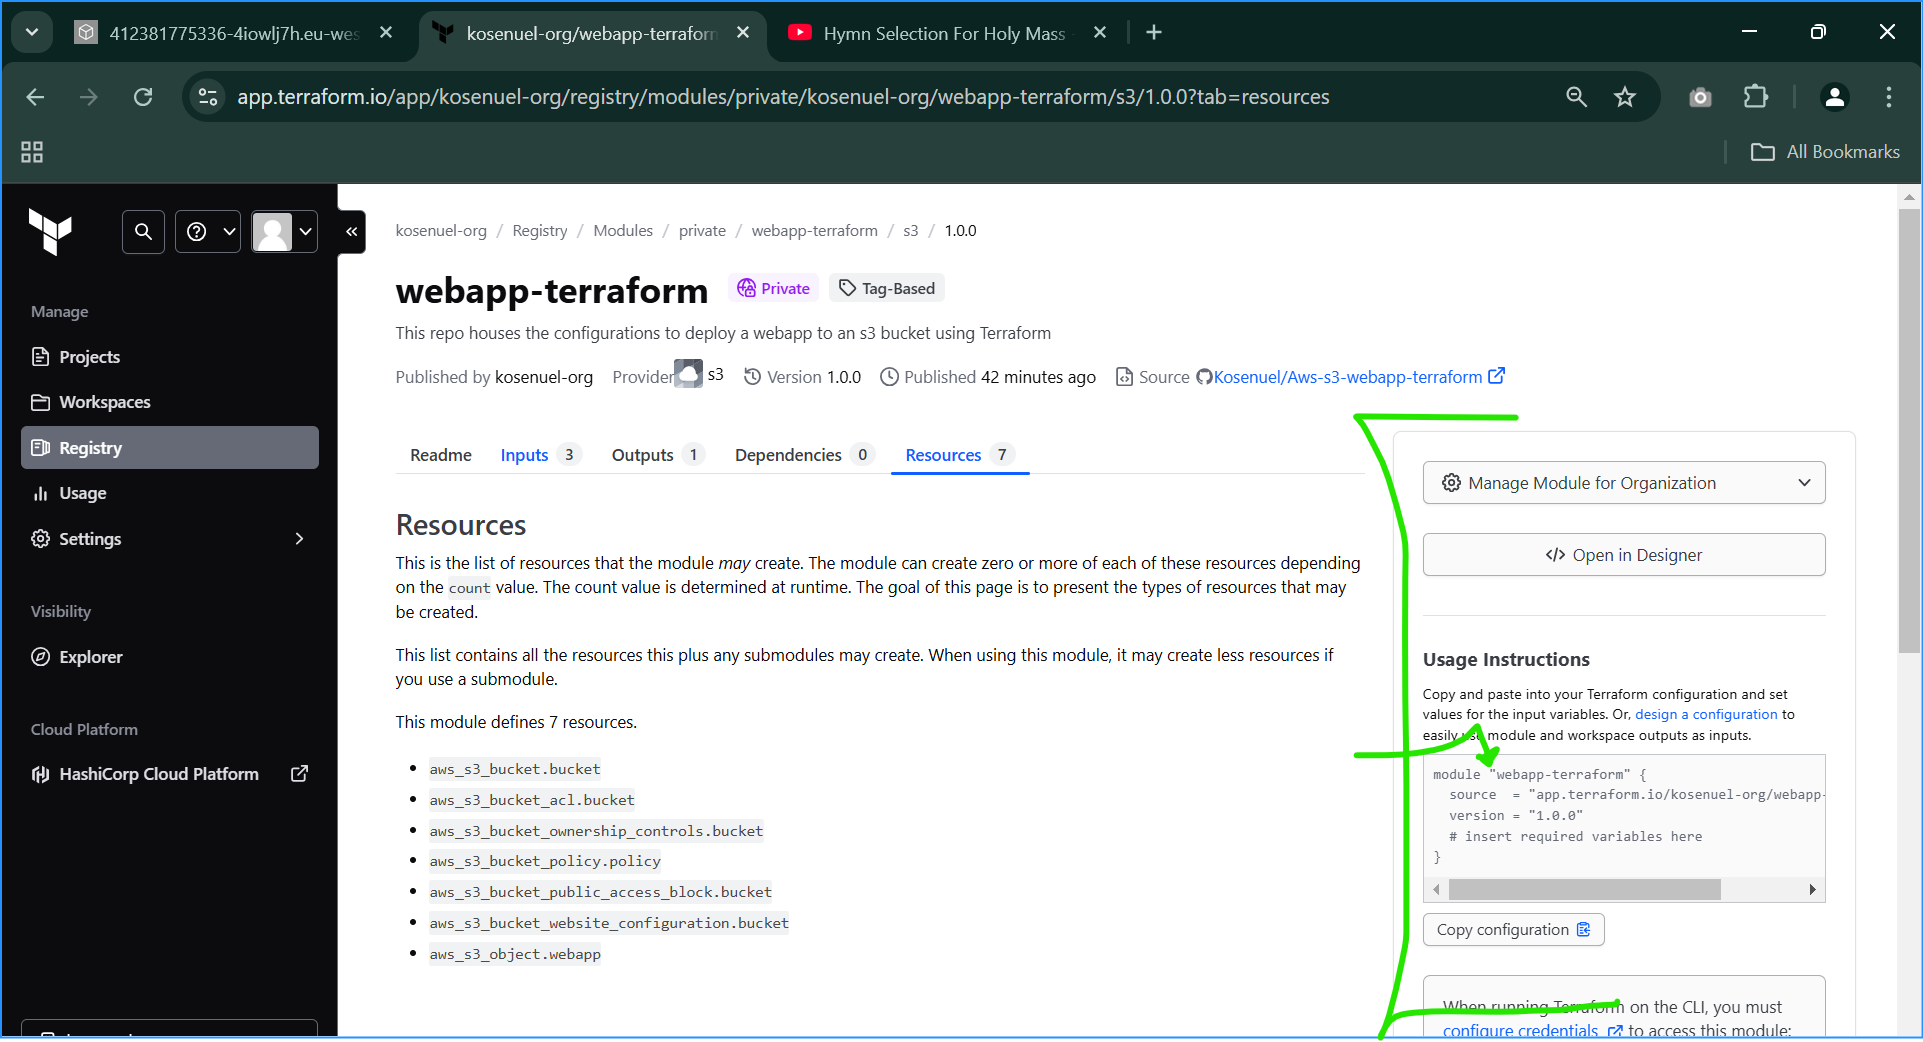 412381775336-4iowlj7h.eu-wes
kosenuel-org/webapp-terraform
Hymn Selection For Holy Mass
app.terraform.io/app/kosenuel-org/registry/modules/private/kosenuel-org/webapp-terraform/s3/1.0.0?tab=resources
All Bookmarks
Manage
Projects
Workspaces
Registry
Usage
Settings
Visibility
Explorer
Cloud Platform
HashiCorp Cloud Platform
kosenuel-org / Registry / Modules / private / webapp-terraform / s3 / 1.0.0
webapp-terraform Private Tag-Based
This repo houses the configurations to deploy a webapp to an s3 bucket using Terraform
Published by kosenuel-org Provider s3 Version 1.0.0 Published 42 minutes ago Source Kosenuel/Aws-s3-webapp-terraform
Readme Inputs 3 Outputs 1 Dependencies 0 Resources 7
Resources
This is the list of resources that the module may create. The module can create zero or more of each of these resources depending
on the count value. The count value is determined at runtime. The goal of this page is to present the types of resources that may
be created.
This list contains all the resources this plus any submodules may create. When using this module, it may create less resources if
you use a submodule.
This module defines 7 resources.
• aws_s3_bucket.bucket
• aws_s3_bucket_acl.bucket
• aws_s3_bucket_ownership_controls.bucket
• aws_s3_bucket_policy.policy
• aws_s3_bucket_public_access_block.bucket
• aws_s3_bucket_website_configuration.bucket
• aws_s3_object.webapp
Manage Module for Organization
</> Open in Designer
Usage Instructions
Copy and paste into your Terraform configuration and set
values for the input variables. Or, design a configuration to
easily use module and workspace outputs as inputs.
module "webapp-terraform" {
source = "app.terraform.io/kosenuel-org/webapp-
version = "1.0.0"
# insert required variables here
}
Copy configuration
When running Terraform on the CLI, you must
configure credentials to access this module: